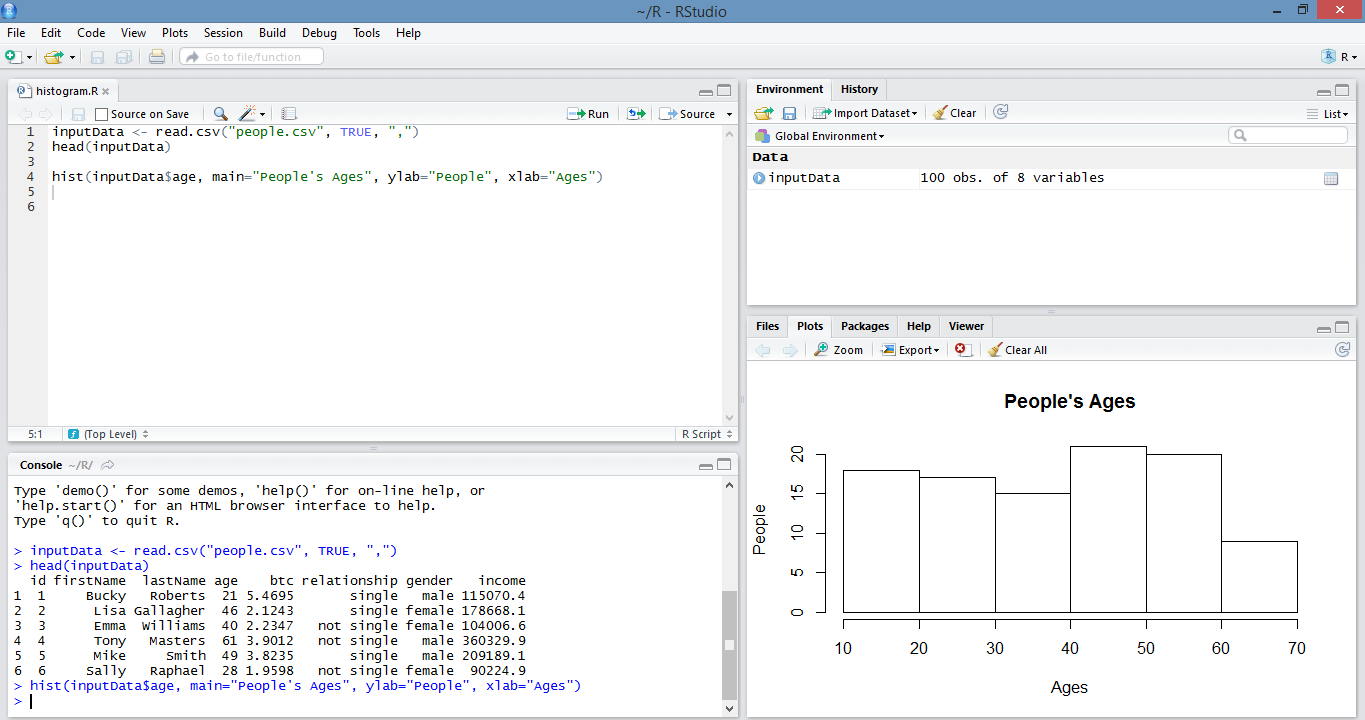 ~/R - RStudio
File Edit Code View Plots Session Build Debug Tools Help
Go to file/function
R
histogram.R
Source on Save Run Source
1 inputData <- read.csv("people.csv", TRUE, ",")
2 head(inputData)
3
4 hist(inputData$age, main="People's Ages", ylab="People", xlab="Ages")
5
6
5:1 (Top Level) R Script
Console ~/R/
Type 'demo()' for some demos, 'help()' for on-line help, or
'help.start()' for an HTML browser interface to help.
Type 'q()' to quit R.
> inputData <- read.csv("people.csv", TRUE, ",")
> head(inputData)
id firstName lastName age btc relationship gender income
1 1 Bucky Roberts 21 5.4695 single male 115070.4
2 2 Lisa Gallagher 46 2.1243 single female 178668.1
3 3 Emma Williams 40 2.2347 not single female 104006.6
4 4 Tony Masters 61 3.9012 not single male 360329.9
5 5 Mike Smith 49 3.8235 single male 209189.1
6 6 Sally Raphael 28 1.9598 not single female 90224.9
> hist(inputData$age, main="People's Ages", ylab="People", xlab="Ages")
>
Environment History
Import Dataset Clear List
Global Environment
Data
inputData 100 obs. of 8 variables
Files Plots Packages Help Viewer
Zoom Export Clear All
People's Ages
People
20
15
10
5
0
10 20 30 40 50 60 70
Ages